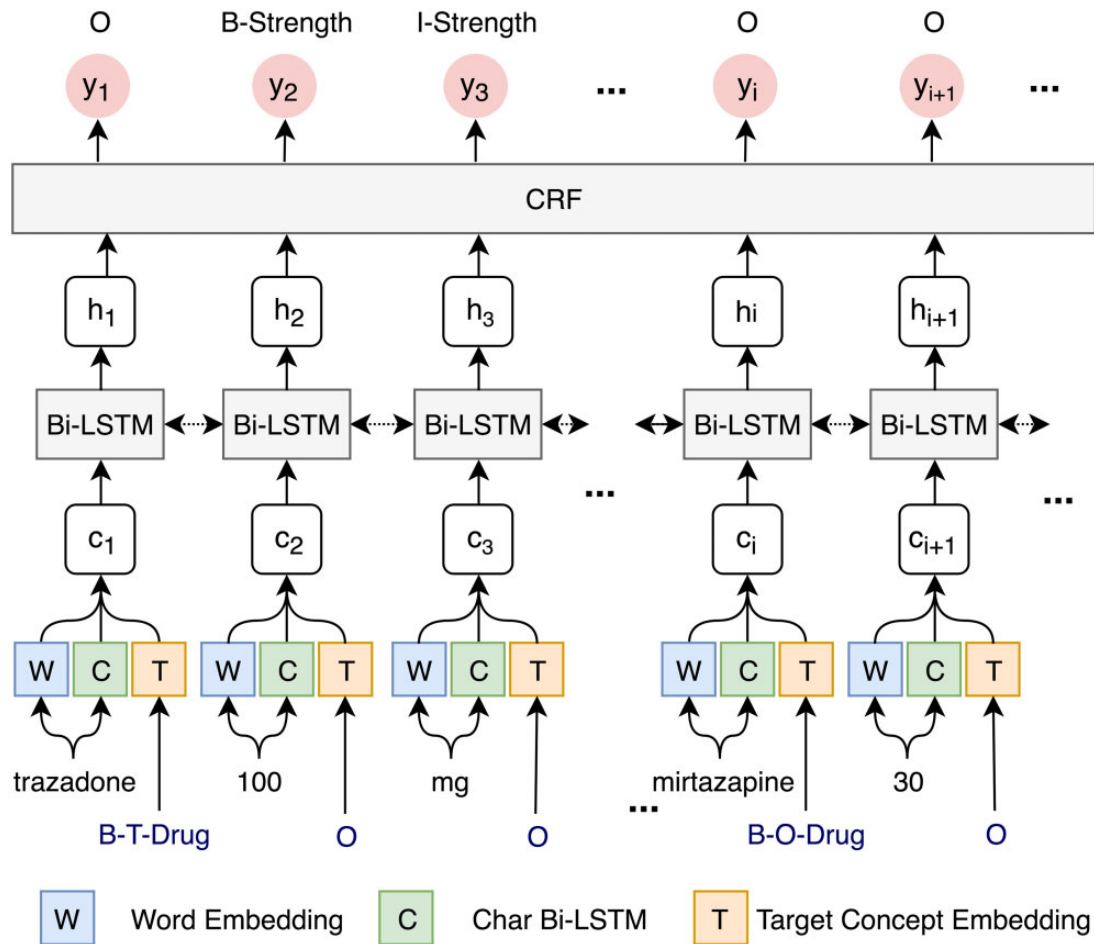 O B-Strength I-Strength O O
y1 y2 y3 ... yi yi+1 ...
CRF
h1 h2 h3 hi hi+1
Bi-LSTM Bi-LSTM Bi-LSTM Bi-LSTM Bi-LSTM
... ...
c1 c2 c3 ci ci+1
W C T W C T W C T W C T W C T
trazadone 100 mg mirtazapine 30
...
B-T-Drug O O B-O-Drug O
W Word Embedding C Char Bi-LSTM T Target Concept Embedding